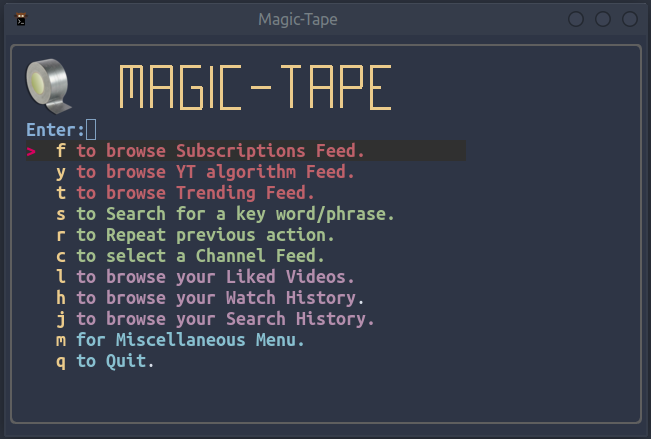 Magic-Tape
MAGIC-TAPE
Enter:
> f to browse Subscriptions Feed.
y to browse YT algorithm Feed.
t to browse Trending Feed.
s to Search for a key word/phrase.
r to Repeat previous action.
c to select a Channel Feed.
l to browse your Liked Videos.
h to browse your Watch History.
j to browse your Search History.
m for Miscellaneous Menu.
q to Quit.